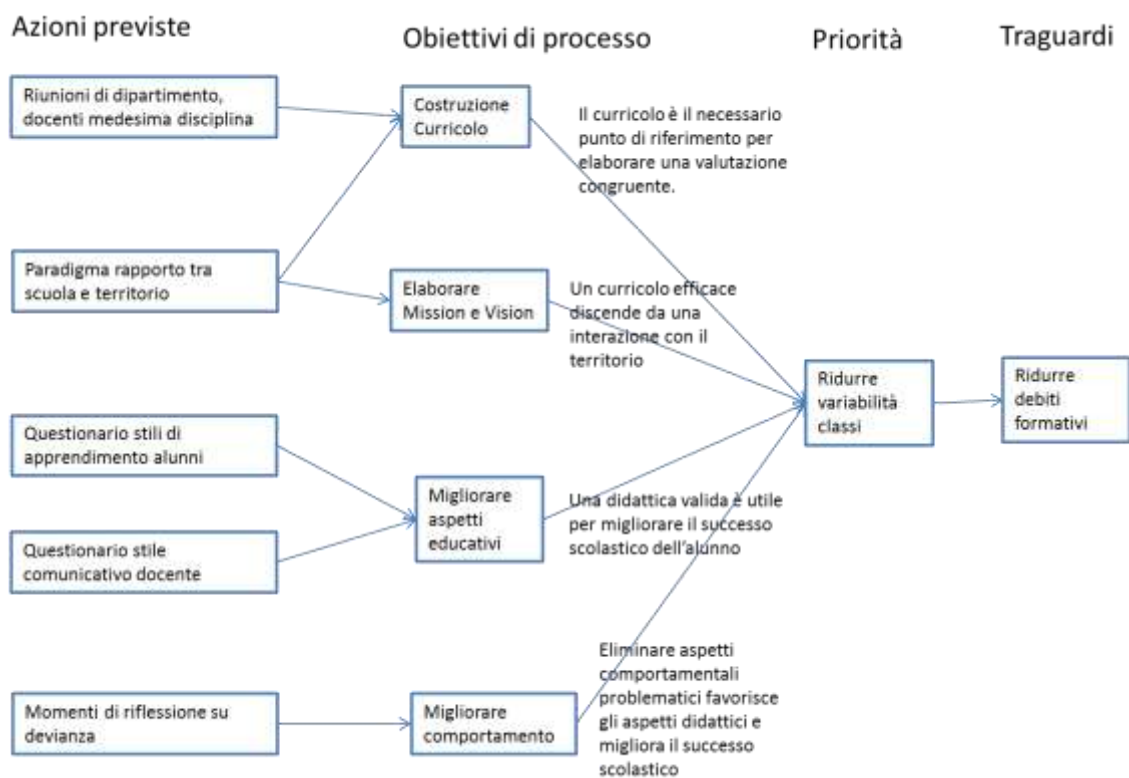 Azioni previste
Obiettivi di processo
Priorità
Traguardi
Riunioni di dipartimento,
docenti medesima disciplina
Costruzione
Curricolo
Il curricolo è il necessario
punto di riferimento per
elaborare una valutazione
congruente.
Paradigma rapporto tra
scuola e territorio
Elaborare
Mission e Vision
Un curricolo efficace
discende da una
interazione con il
territorio
Ridurre
variabilità
classi
Ridurre
debiti
formativi
Questionario stili di
apprendimento alunni
Migliorare
aspetti
educativi
Una didattica valida è utile
per migliorare il successo
scolastico dell'alunno
Questionario stile
comunicativo docente
Momenti di riflessione su
devianza
Migliorare
comportamento
Eliminare aspetti
comportamentali
problematici favorisce
gli aspetti didattici e
migliora il successo
scolastico